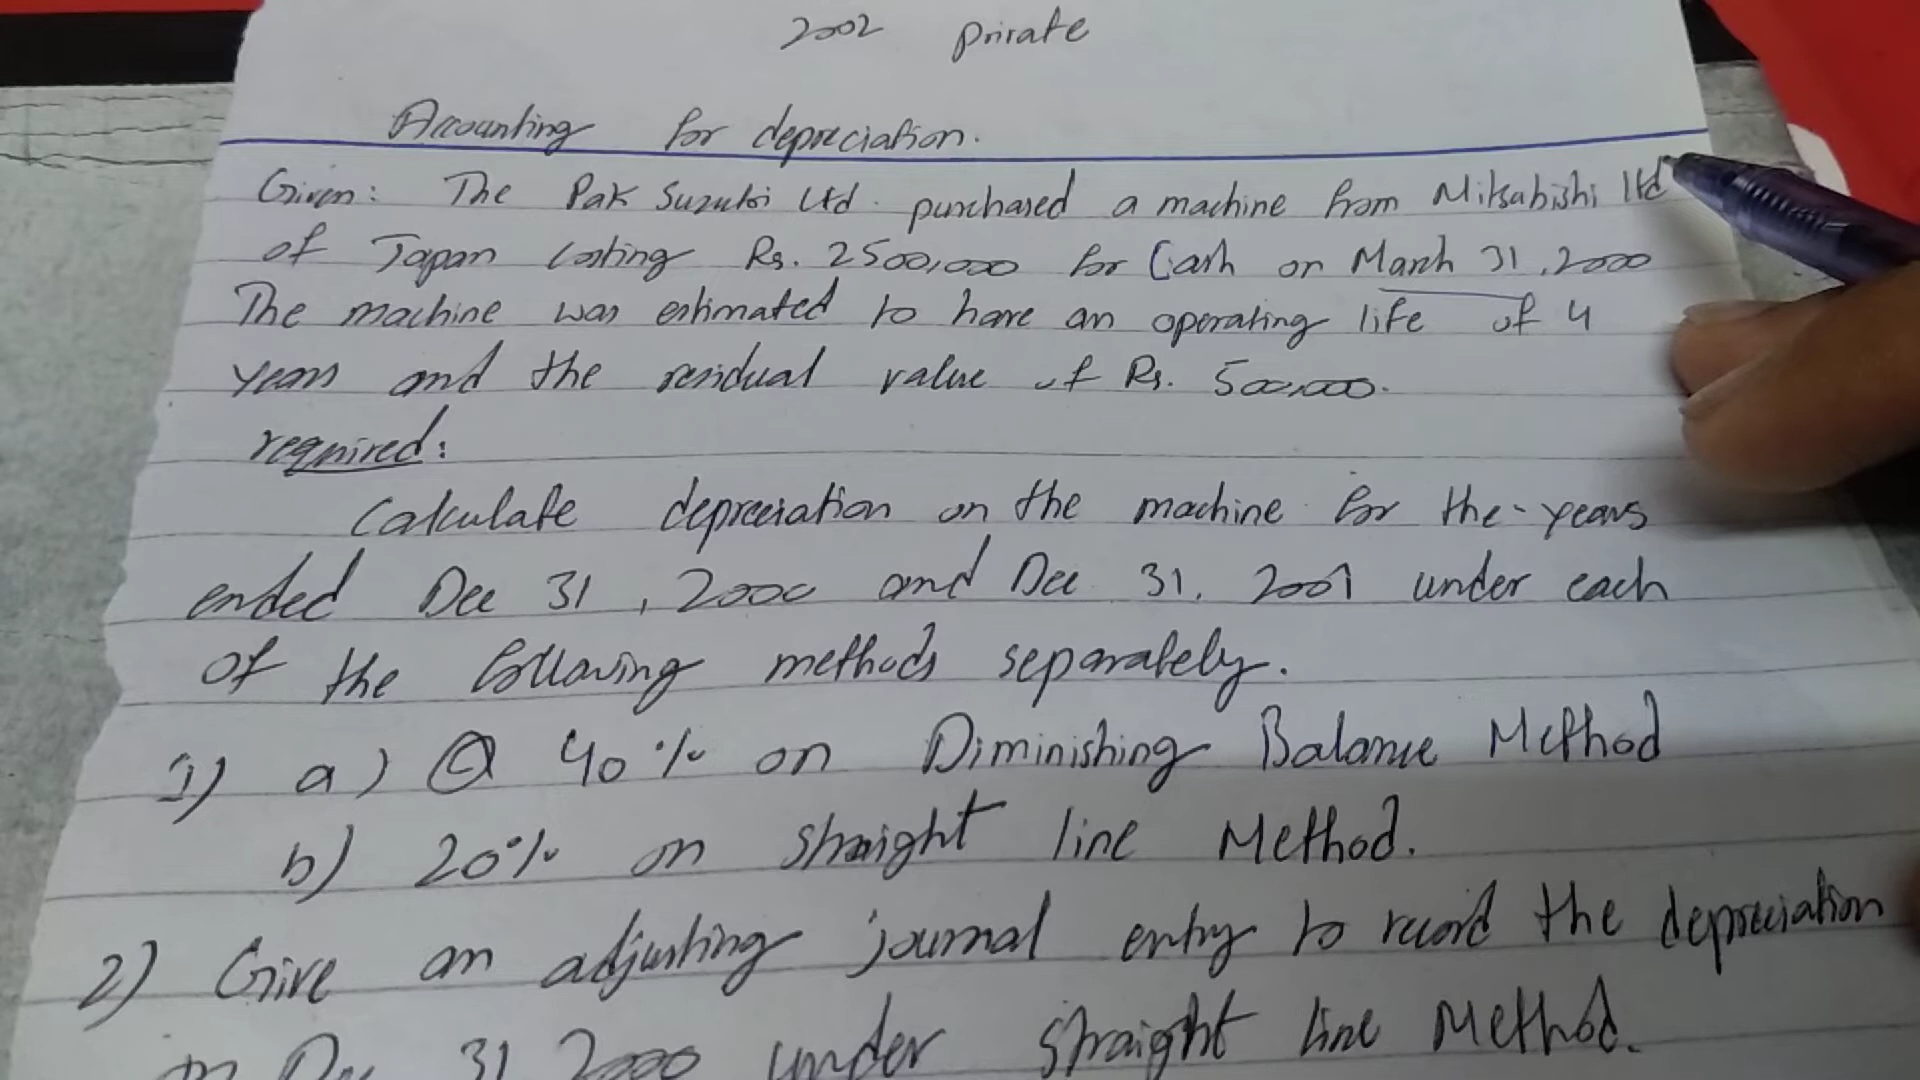 2002 Private
Accounting for depreciation.
Given: The Pak Suzuki Ltd. purchased a machine from Mitsabishi ltd
of Japan Costing Rs. 2500,000 for Cash on March 31, 2000
The machine was estimated to have an operating life of 4
years and the residual value of Rs. 500,000.
required:
Calculate depreciation on the machine for the years
ended Dec 31, 2000 and Dec 31, 2001 under each
of the following methods separately.
1) a) @ 40% on Diminishing Balance Method
b) 20% on straight line Method.
2) Give an adjusting journal entry to record the depreciation
on Dec 31 2000 under straight line Method.